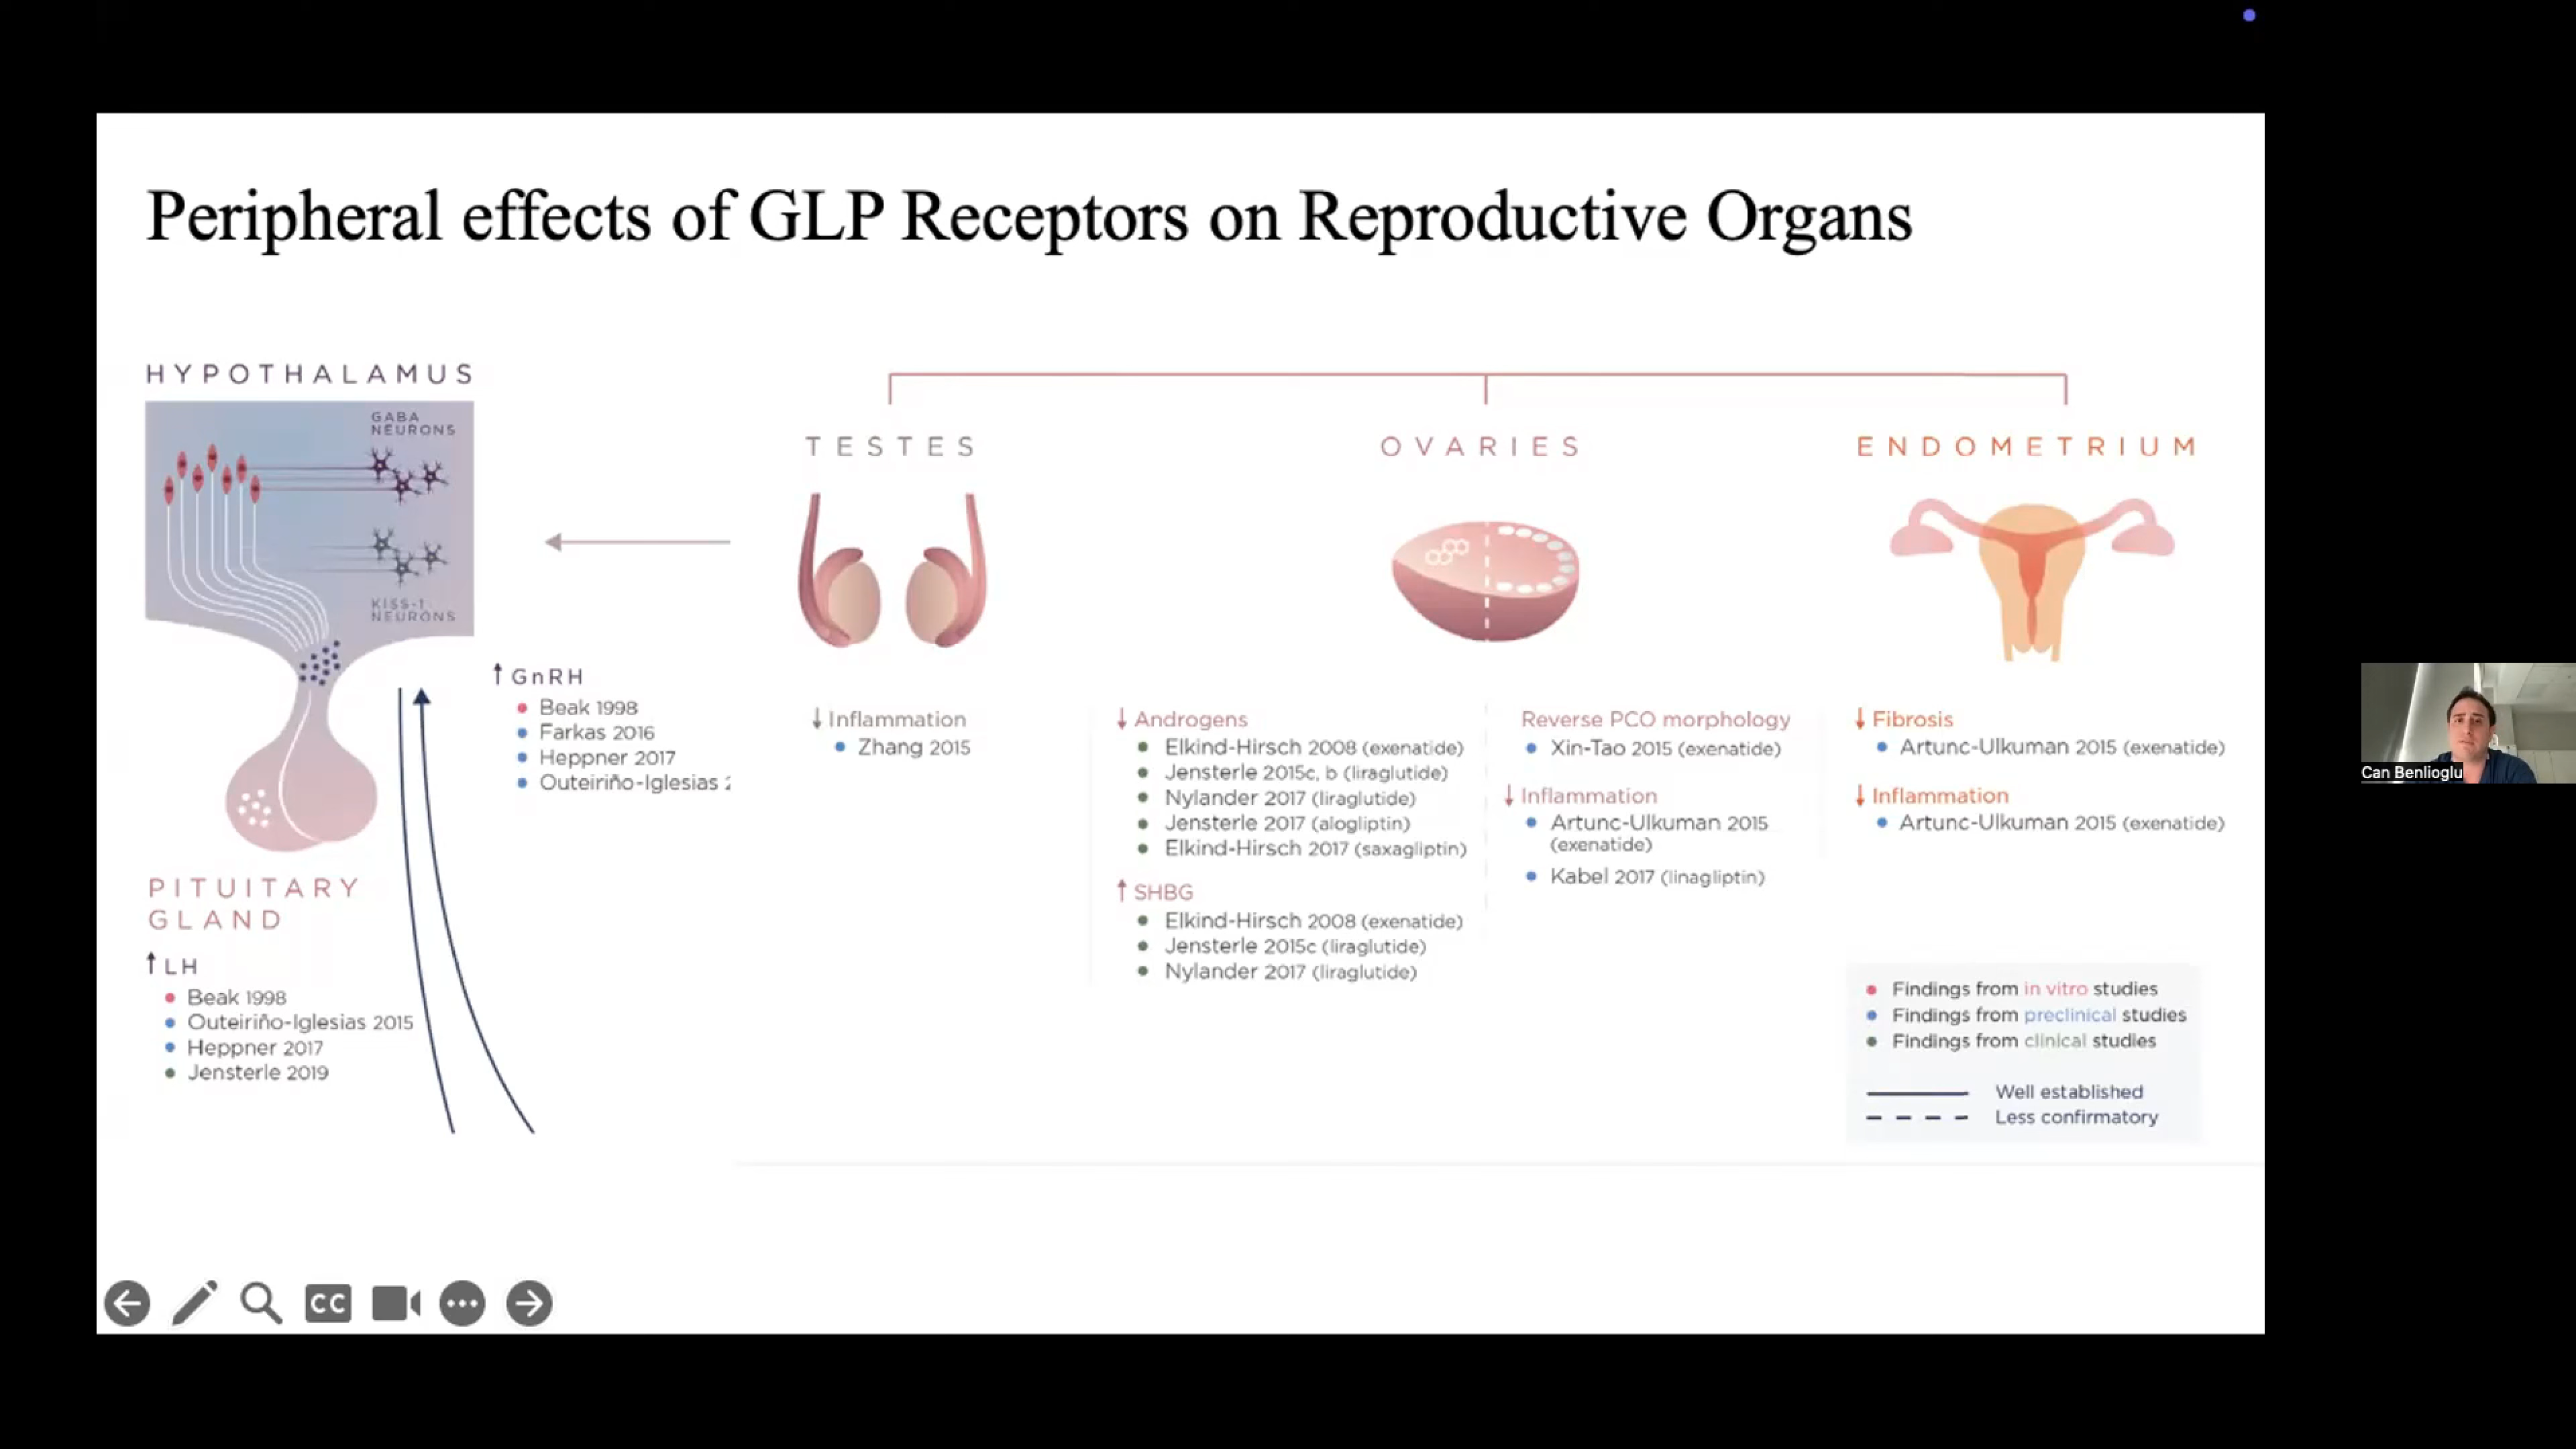 Peripheral effects of GLP Receptors on Reproductive Organs
HYPOTHALAMUS
GABA
NEURONS
KISS-1
NEURONS
↑ GnRH
Beak 1998
Farkas 2016
Heppner 2017
Outeiriño-Iglesias
PITUITARY
GLAND
↑ LH
Beak 1998
Outeiriño-Iglesias 2015
Heppner 2017
Jensterle 2019
TESTES
↓ Inflammation
Zhang 2015
OVARIES
↓ Androgens
Elkind-Hirsch 2008 (exenatide)
Jensterle 2015c, b (liraglutide)
Nylander 2017 (liraglutide)
Jensterle 2017 (alogliptin)
Elkind-Hirsch 2017 (saxagliptin)
↑ SHBG
Elkind-Hirsch 2008 (exenatide)
Jensterle 2015c (liraglutide)
Nylander 2017 (liraglutide)
Reverse PCO morphology
Xin-Tao 2015 (exenatide)
↓ Inflammation
Artunc-Ulkuman 2015
(exenatide)
Kabel 2017 (linagliptin)
ENDOMETRIUM
↓ Fibrosis
Artunc-Ulkuman 2015 (exenatide)
↓ Inflammation
Artunc-Ulkuman 2015 (exenatide)
Findings from in vitro studies
Findings from preclinical studies
Findings from clinical studies
Well established
Less confirmatory
CC
Can Benlioglu